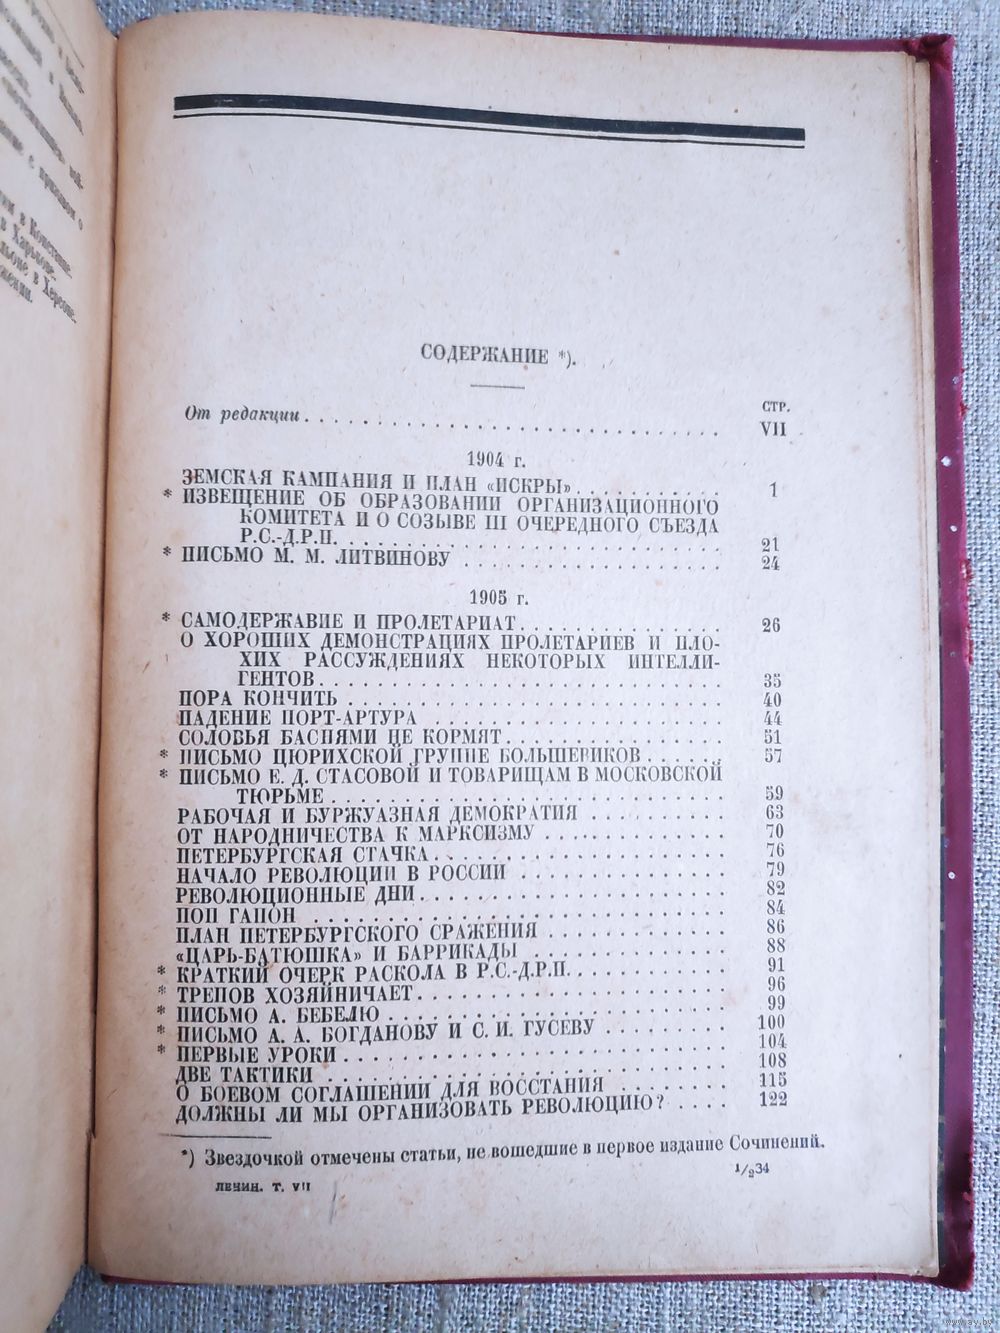 СОДЕРЖАНИЕ *).
СТР.
От редакции . . . . . . . . . . . . . . . . . . . . . . . . . . . . VII
1904 г.
ЗЕМСКАЯ КАМПАНИЯ И ПЛАН «ИСКРЫ» . . . . . . . . . . 1
* ИЗВЕЩЕНИЕ ОБ ОБРАЗОВАНИИ ОРГАНИЗАЦИОННОГО
КОМИТЕТА И О СОЗЫВЕ III ОЧЕРЕДНОГО СЪЕЗДА
Р.С.-Д.Р.П. . . . . . . . . . . . . . . . . . . . . . . . . . 21
* ПИСЬМО М. М. ЛИТВИНОВУ . . . . . . . . . . . . . . . . . . 24
1905 г.
* САМОДЕРЖАВИЕ И ПРОЛЕТАРИАТ . . . . . . . . . . . . . . 26
О ХОРОШИХ ДЕМОНСТРАЦИЯХ ПРОЛЕТАРИЕВ И ПЛО-
ХИХ РАССУЖДЕНИЯХ НЕКОТОРЫХ ИНТЕЛЛИ-
ГЕНТОВ . . . . . . . . . . . . . . . . . . . . . . . . . . . 35
ПОРА КОНЧИТЬ . . . . . . . . . . . . . . . . . . . . . . . . . 40
ПАДЕНИЕ ПОРТ-АРТУРА . . . . . . . . . . . . . . . . . . . . 44
СОЛОВЬЯ БАСНЯМИ НЕ КОРМЯТ . . . . . . . . . . . . . . . 51
* ПИСЬМО ЦЮРИХСКОЙ ГРУППЕ БОЛЬШЕВИКОВ . . . . . . 57
* ПИСЬМО Е. Д. СТАСОВОЙ И ТОВАРИЩАМ В МОСКОВСКОЙ
ТЮРЬМЕ . . . . . . . . . . . . . . . . . . . . . . . . . . . 59
РАБОЧАЯ И БУРЖУАЗНАЯ ДЕМОКРАТИЯ . . . . . . . . . . 63
ОТ НАРОДНИЧЕСТВА К МАРКСИЗМУ . . . . . . . . . . . . . 70
ПЕТЕРБУРГСКАЯ СТАЧКА . . . . . . . . . . . . . . . . . . . 76
НАЧАЛО РЕВОЛЮЦИИ В РОССИИ . . . . . . . . . . . . . . 79
РЕВОЛЮЦИОННЫЕ ДНИ . . . . . . . . . . . . . . . . . . . . 82
ПОП ГАПОН . . . . . . . . . . . . . . . . . . . . . . . . . . . 84
ПЛАН ПЕТЕРБУРГСКОГО СРАЖЕНИЯ . . . . . . . . . . . . 86
«ЦАРЬ-БАТЮШКА» И БАРРИКАДЫ . . . . . . . . . . . . . . 88
* КРАТКИЙ ОЧЕРК РАСКОЛА В Р.С.-Д.Р.П. . . . . . . . . . . 91
* ТРЕПОВ ХОЗЯЙНИЧАЕТ . . . . . . . . . . . . . . . . . . . . 96
* ПИСЬМО А. БЕБЕЛЮ . . . . . . . . . . . . . . . . . . . . . . 99
* ПИСЬМО А. А. БОГДАНОВУ И С. И. ГУСЕВУ . . . . . . . . 100
* ПЕРВЫЕ УРОКИ . . . . . . . . . . . . . . . . . . . . . . . . 104
ДВЕ ТАКТИКИ . . . . . . . . . . . . . . . . . . . . . . . . . . 108
О БОЕВОМ СОГЛАШЕНИИ ДЛЯ ВОССТАНИЯ . . . . . . . . 115
ДОЛЖНЫ ЛИ МЫ ОРГАНИЗОВАТЬ РЕВОЛЮЦИЮ? . . . . 122
*) Звездочкой отмечены статьи, не вошедшие в первое издание Сочинений.
1/2 34
ЛЕНИН. Т. VII
в Харькове.
в Херсоне.
www.ay.by